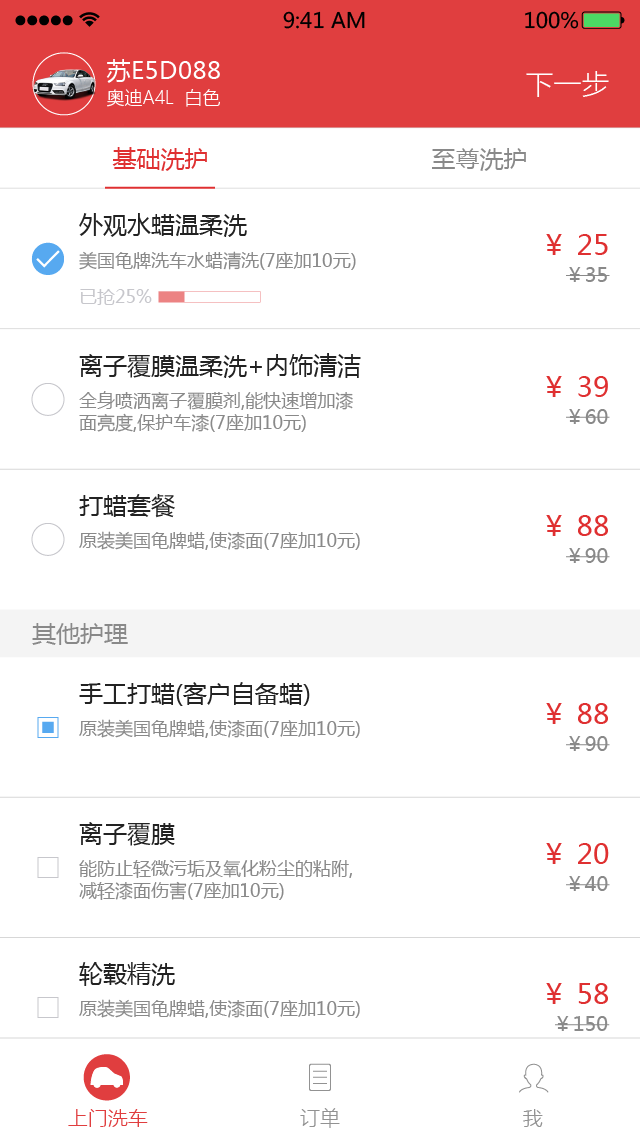 9:41 AM
100%
苏E5D088
奥迪A4L 白色
下一步
基础洗护
至尊洗护
外观水蜡温柔洗
美国龟牌洗车水蜡清洗(7座加10元)
已抢25%
¥ 25
¥35
离子覆膜温柔洗+内饰清洁
全身喷洒离子覆膜剂,能快速增加漆
面亮度,保护车漆(7座加10元)
¥ 39
¥60
打蜡套餐
原装美国龟牌蜡,使漆面(7座加10元)
¥ 88
¥90
其他护理
手工打蜡(客户自备蜡)
原装美国龟牌蜡,使漆面(7座加10元)
¥ 88
¥90
离子覆膜
能防止轻微污垢及氧化粉尘的粘附,
减轻漆面伤害(7座加10元)
¥ 20
¥40
轮毂精洗
原装美国龟牌蜡,使漆面(7座加10元)
¥ 58
¥150
上门洗车
订单
我